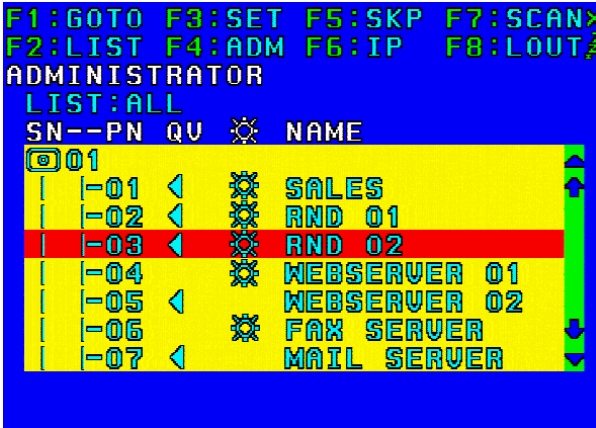 F1:GOTO F3:SET F5:SKP F7:SCAN
F2:LIST F4:ADM F6:IP F8:LOUT
ADMINISTRATOR
LIST:ALL
SN--PN QV NAME
01
01 SALES
02 RND 01
03 RND 02
04 WEBSERVER 01
05 WEBSERVER 02
06 FAX SERVER
07 MAIL SERVER